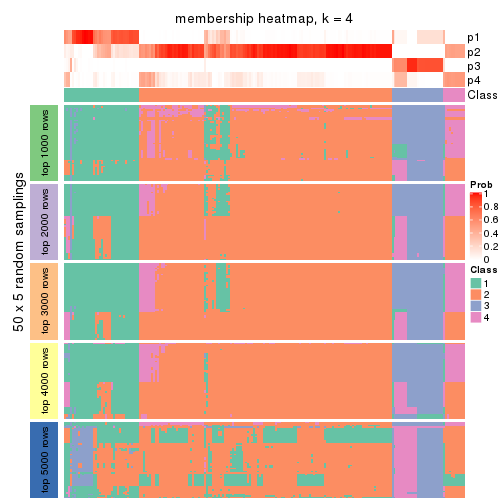 membership heatmap, k = 4
p1
p2
p3
p4
Class
50 x 5 random samplings
top 1000 rows
top 2000 rows
top 3000 rows
top 4000 rows
top 5000 rows
Prob
1
0.8
0.6
0.4
0.2
0
Class
1
2
3
4